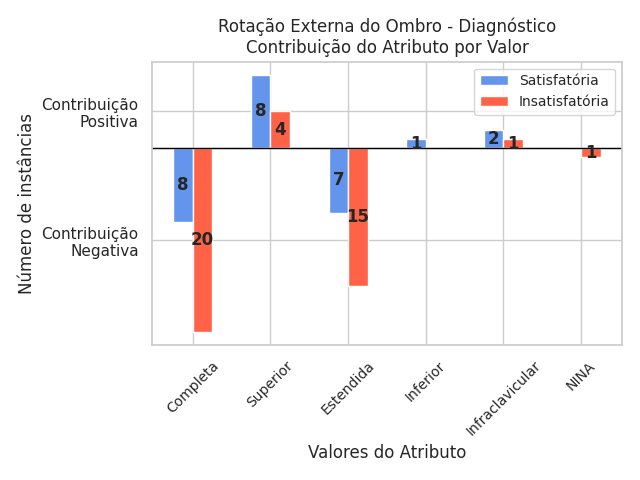 Rotação Externa do Ombro - Diagnóstico
Contribuição do Atributo por Valor
Satisfatória
Insatisfatória
Contribuição
Positiva
Contribuição
Negativa
Número de instâncias
8
20
8
4
7
15
1
2
1
1
Completa
Superior
Estendida
Inferior
Infraclavicular
NINA
Valores do Atributo